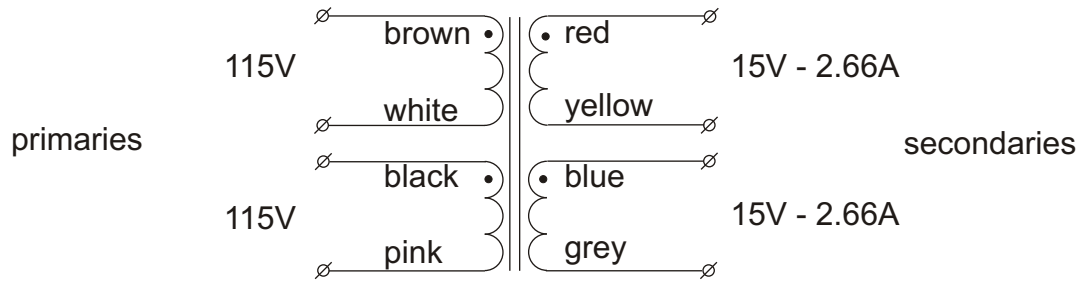 brown
red
115V
15V - 2.66A
white
yellow
primaries
secondaries
black
blue
115V
15V - 2.66A
pink
grey